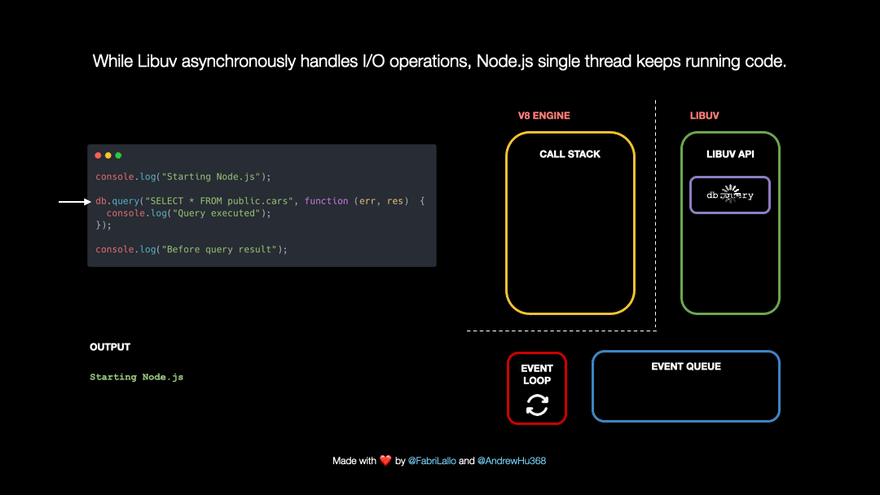 While Libuv asynchronously handles I/O operations, Node.js single thread keeps running code.
V8 ENGINE
LIBUV
CALL STACK
LIBUV API
db.query
console.log("Starting Node.js");
db.query("SELECT * FROM public.cars", function (err, res) {
console.log("Query executed");
});
console.log("Before query result");
OUTPUT
Starting Node.js
EVENT
LOOP
EVENT QUEUE
Made with ❤️ by @FabriLallo and @AndrewHu368